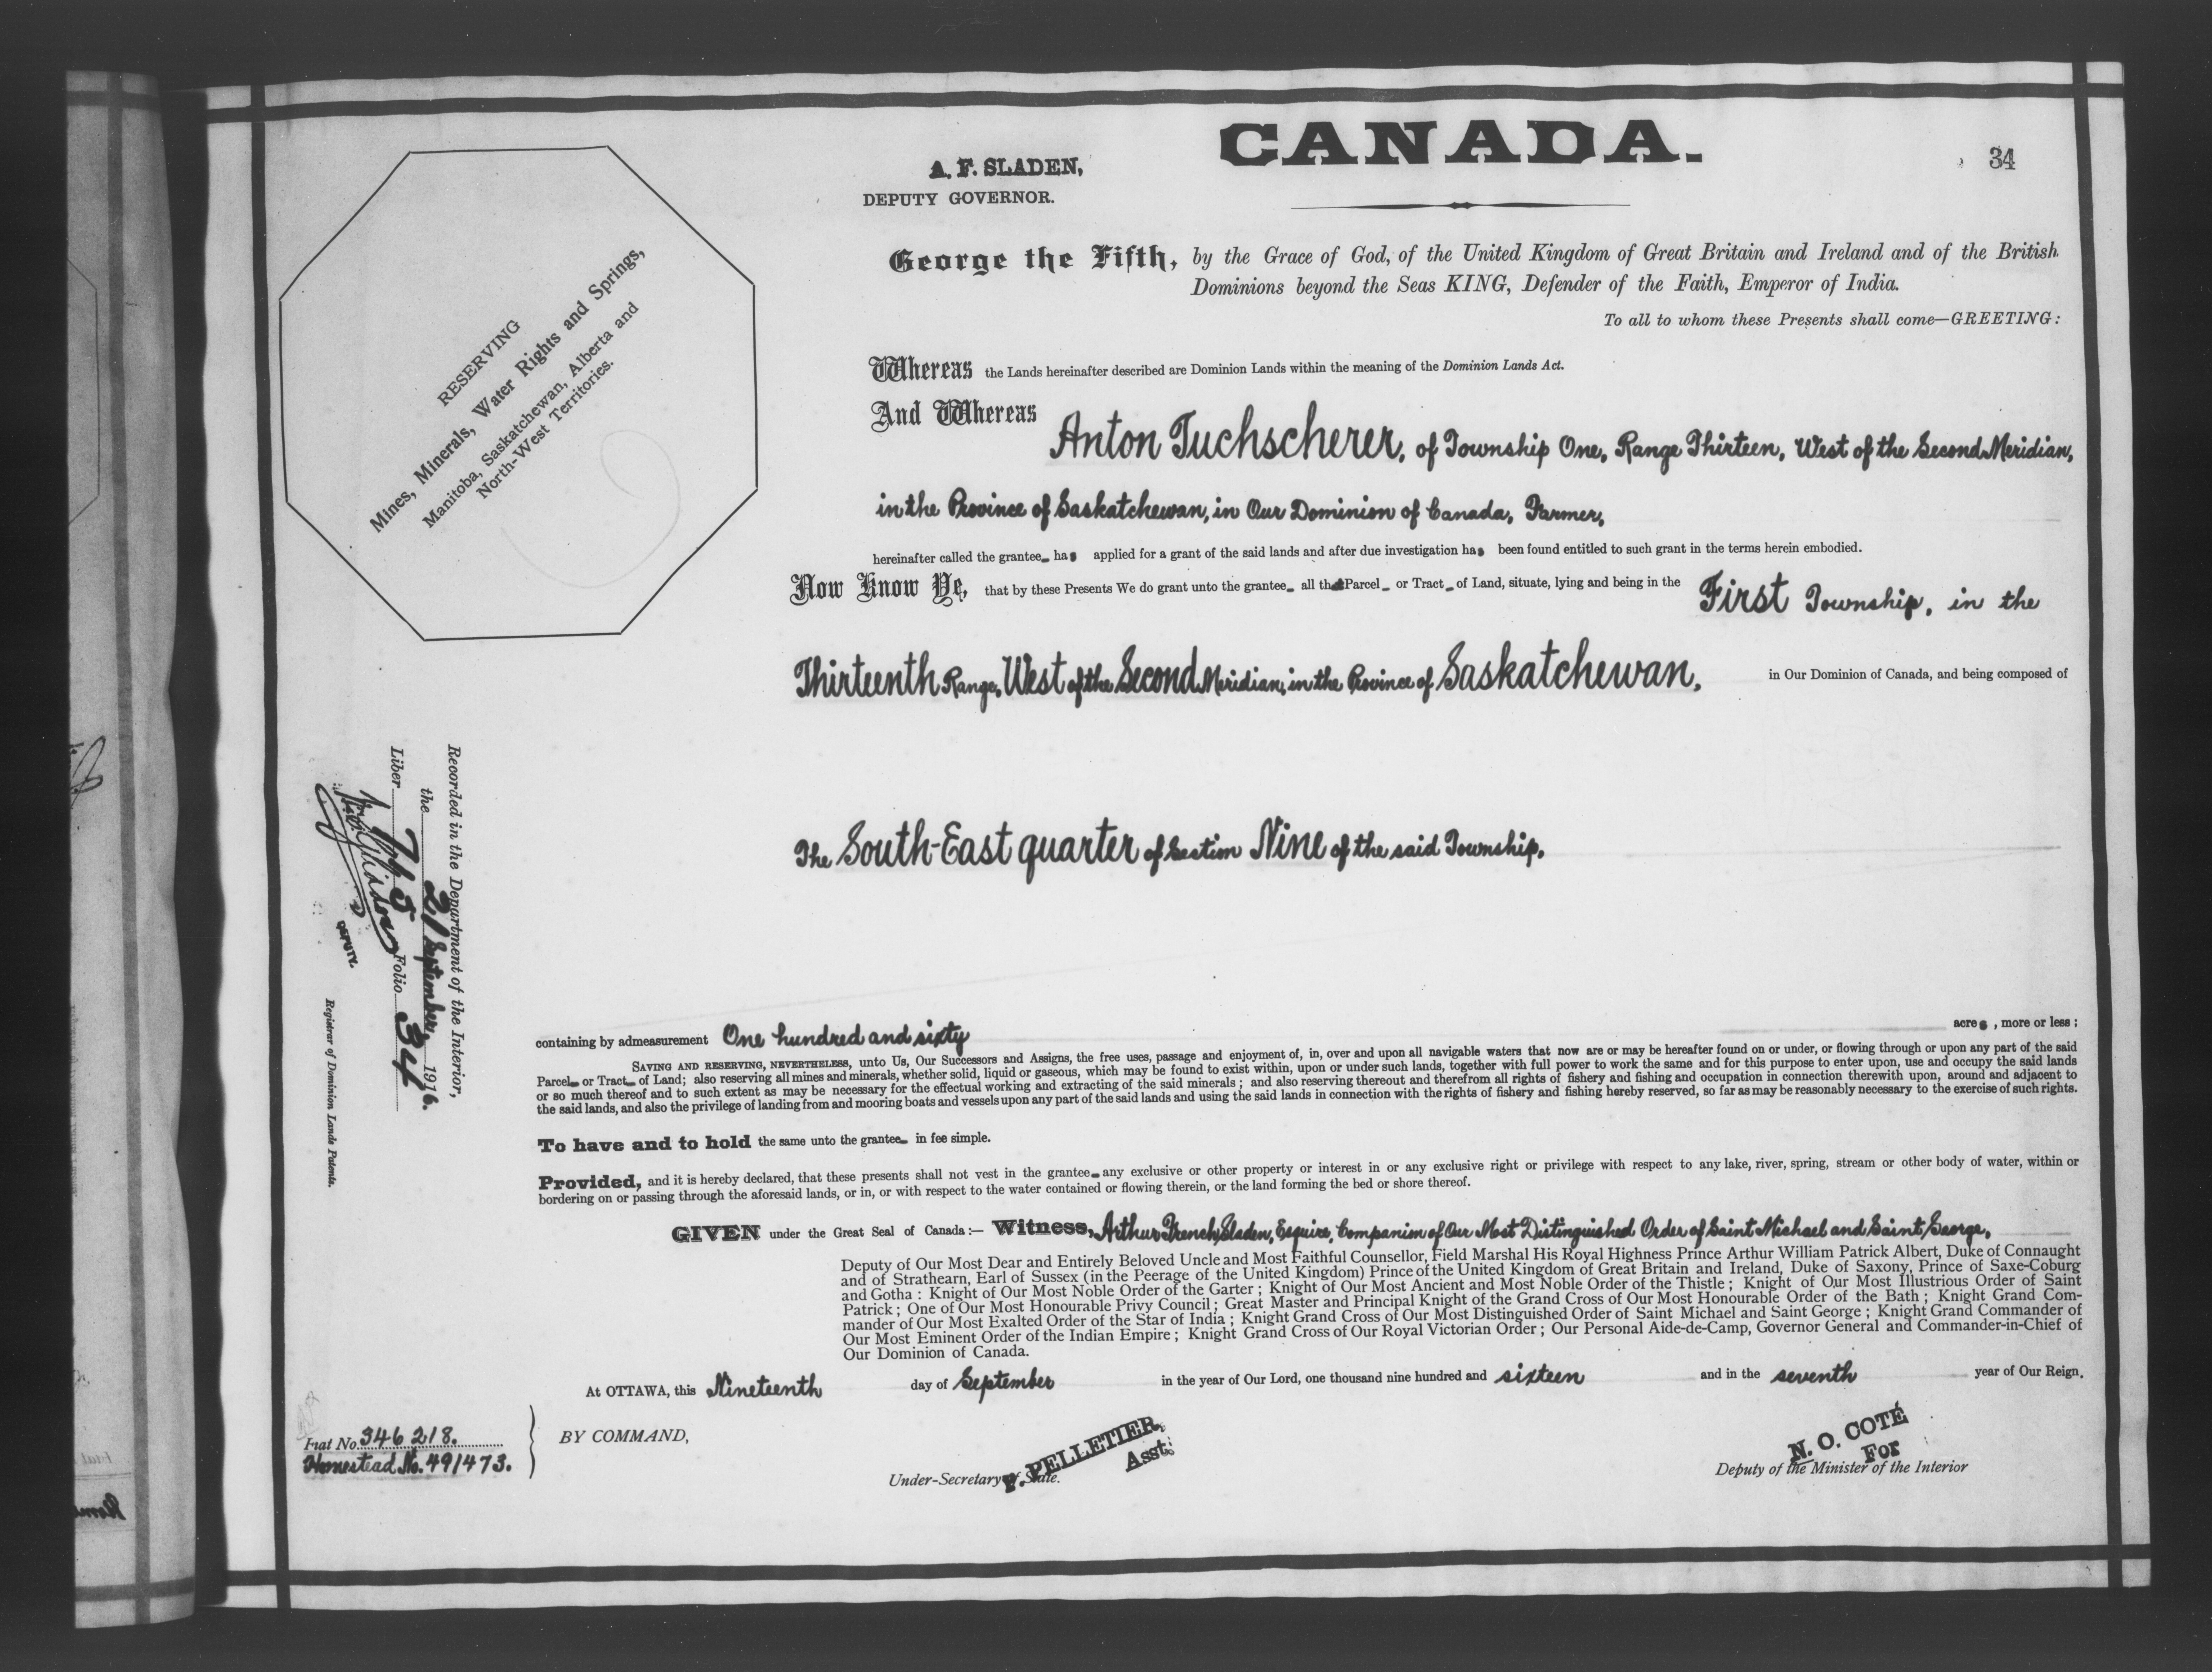 CANADA.
34
A. F. SLADEN,
DEPUTY GOVERNOR.
RESERVING
Mines, Minerals, Water Rights and Springs,
Manitoba, Saskatchewan, Alberta and
North-West Territories.
George the Fifth, by the Grace of God, of the United Kingdom of Great Britain and Ireland and of the British
Dominions beyond the Seas KING, Defender of the Faith, Emperor of India.
To all to whom these Presents shall come—GREETING:
Whereas the Lands hereinafter described are Dominion Lands within the meaning of the Dominion Lands Act.
And Whereas Anton Tuchscherer, of Township One, Range Thirteen, West of the Second Meridian,
in the Province of Saskatchewan, in Our Dominion of Canada, Farmer,
hereinafter called the grantee has applied for a grant of the said lands and after due investigation has been found entitled to such grant in the terms herein embodied.
Now Know Ye, that by these Presents We do grant unto the grantee all that Parcel or Tract of Land, situate, lying and being in the First Township, in the
Thirteenth Range, West of the Second Meridian, in the Province of Saskatchewan, in Our Dominion of Canada, and being composed of
The South-East quarter of Section Nine of the said Township.
containing by admeasurement One hundred and sixty acres, more or less;
SAVING AND RESERVING, NEVERTHELESS, unto Us, Our Successors and Assigns, the free uses, passage and enjoyment of, in, over and upon all navigable waters that now are or may be hereafter found on or under, or flowing through or upon any part of the said
Parcel or Tract of Land; also reserving all mines and minerals, whether solid, liquid or gaseous, which may be found to exist within, upon or under such lands, together with full power to work the same and for this purpose to enter upon, use and occupy the said lands
or so much thereof and to such extent as may be necessary for the effectual working and extracting of the said minerals; and also reserving thereout and therefrom all rights of fishery and fishing and occupation in connection therewith upon, around and adjacent to
the said lands, and also the privilege of landing from and mooring boats and vessels upon any part of the said lands and using the said lands in connection with the rights of fishery and fishing hereby reserved, so far as may be reasonably necessary to the exercise of such rights.
To have and to hold the same unto the grantee in fee simple.
Provided, and it is hereby declared, that these presents shall not vest in the grantee any exclusive or other property or interest in or any exclusive right or privilege with respect to any lake, river, spring, stream or other body of water, within or
bordering on or passing through the aforesaid lands, or in, or with respect to the water contained or flowing therein, or the land forming the bed or shore thereof.
GIVEN under the Great Seal of Canada:— Witness, Arthur French Sladen, Esquire, Companion of Our Most Distinguished Order of Saint Michael and Saint George,
Deputy of Our Most Dear and Entirely Beloved Uncle and Most Faithful Counsellor, Field Marshal His Royal Highness Prince Arthur William Patrick Albert, Duke of Connaught
and of Strathearn, Earl of Sussex (in the Peerage of the United Kingdom) Prince of the United Kingdom of Great Britain and Ireland, Duke of Saxony, Prince of Saxe-Coburg
and Gotha: Knight of Our Most Noble Order of the Garter; Knight of Our Most Ancient and Most Noble Order of the Thistle; Knight of Our Most Illustrious Order of Saint
Patrick; One of Our Most Honourable Privy Council; Great Master and Principal Knight of the Grand Cross of Our Most Honourable Order of the Bath; Knight Grand Com-
mander of Our Most Exalted Order of the Star of India; Knight Grand Cross of Our Most Distinguished Order of Saint Michael and Saint George; Knight Grand Commander of
Our Most Eminent Order of the Indian Empire; Knight Grand Cross of Our Royal Victorian Order; Our Personal Aide-de-Camp, Governor General and Commander-in-Chief of
Our Dominion of Canada.
At OTTAWA, this Nineteenth day of September in the year of Our Lord, one thousand nine hundred and sixteen and in the seventh year of Our Reign.
Fiat No. 346218.
Homestead No. 491473.
BY COMMAND,
P. PELLETIER,
Asst:
Under-Secretary of State.
N. O. COTÉ
For
Deputy of the Minister of the Interior
Recorded in the Department of the Interior,
the 21 September, 1916.
Liber Folio 34
DEPUTY.
Registrar of Dominion Lands Patents.